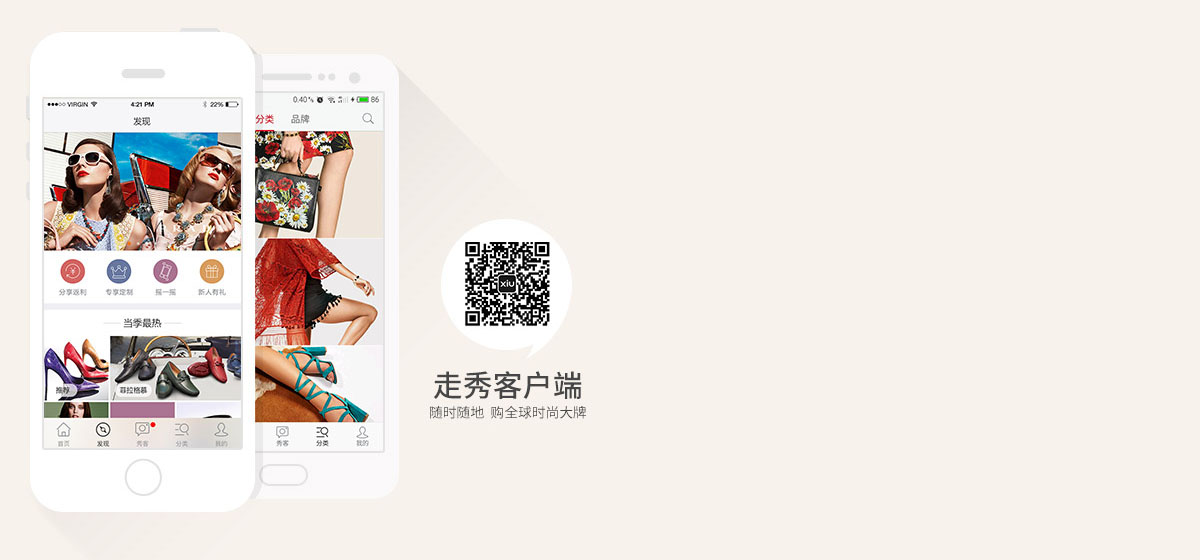 ●●●○○ VIRGIN 4:21 PM 22%
发现
分享返利 专享定制 摇一摇 新人有礼
当季最热
推荐 菲拉格慕
首页 发现 秀客 分类 我的
0.40% 86
分类 品牌
秀客 分类 我的
xiu
走秀客户端
随时随地 购全球时尚大牌